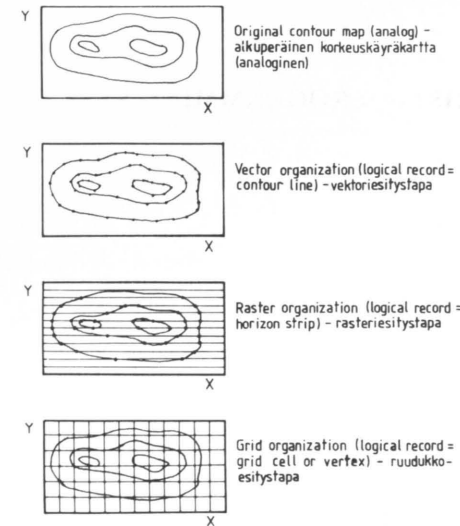 Y
Original contour map (analog) –
alkuperäinen korkeuskäyräkartta
(analoginen)
X
Y
Vector organization (logical record =
contour line) – vektoriesitystapa
X
Y
Raster organization (logical record =
horizon strip) – rasteriesitystapa
X
Y
Grid organization (logical record =
grid cell or vertex) – ruudukko-
esitystapa
X